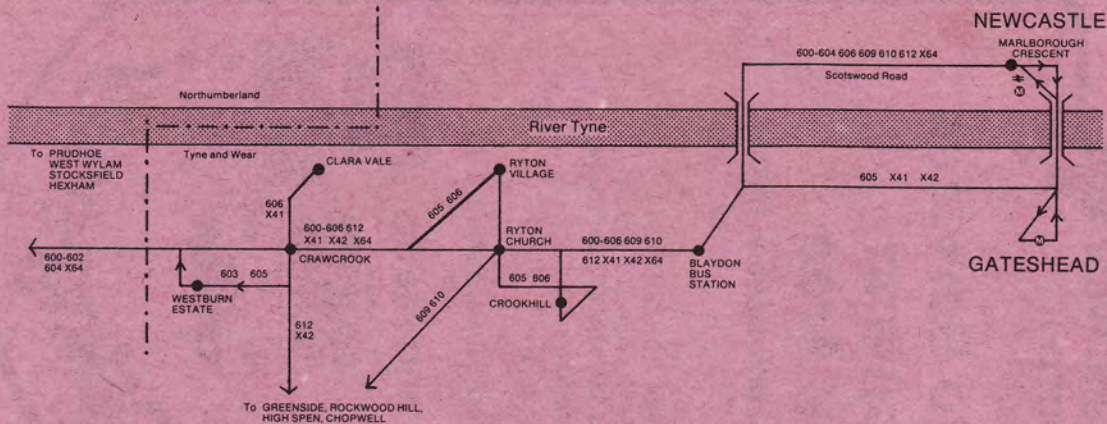 NEWCASTLE
MARLBOROUGH
CRESCENT
600-604 606 609 610 612 X64
Scotswood Road
M
Northumberland
River Tyne
To PRUDHOE
WEST WYLAM
STOCKSFIELD
HEXHAM
Tyne and Wear
CLARA VALE
RYTON
VILLAGE
605 X41 X42
606
X41
605 606
600-606 612
X41 X42 X64
CRAWCROOK
RYTON
CHURCH
600-606 609 610
612 X41 X42 X64
BLAYDON
BUS
STATION
M
GATESHEAD
600-602
604 X64
603 605
WESTBURN
ESTATE
605 606
CROOKHILL
609 610
612
X42
To GREENSIDE, ROCKWOOD HILL,
HIGH SPEN, CHOPWELL